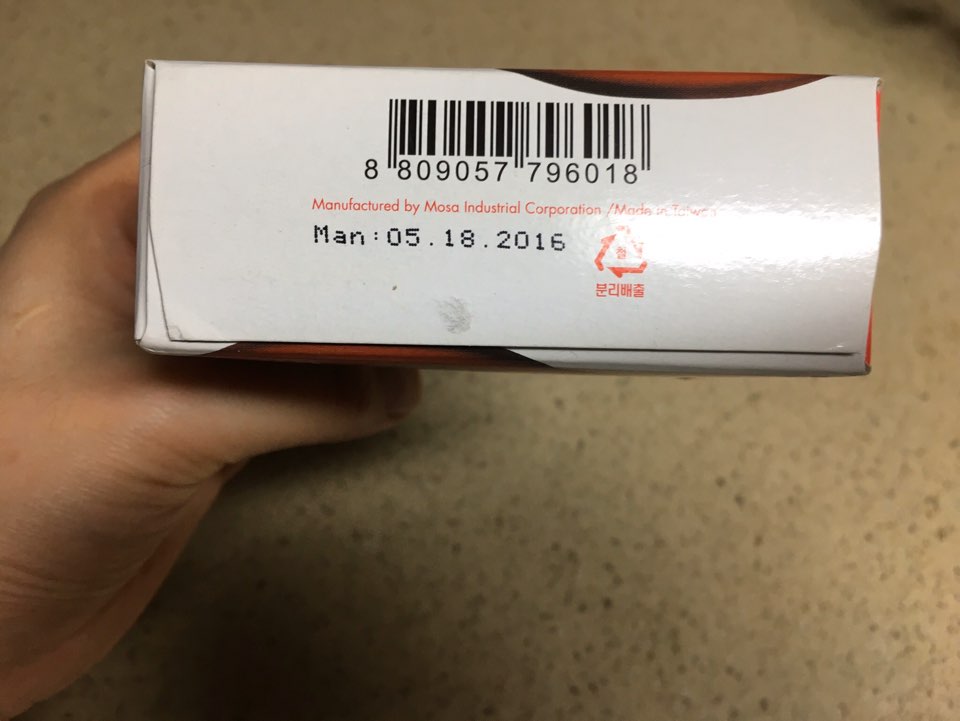 8 809057 796018
Manufactured by Mosa Industrial Corporation /Made in Taiwan
Man:05.18.2016
분리배출